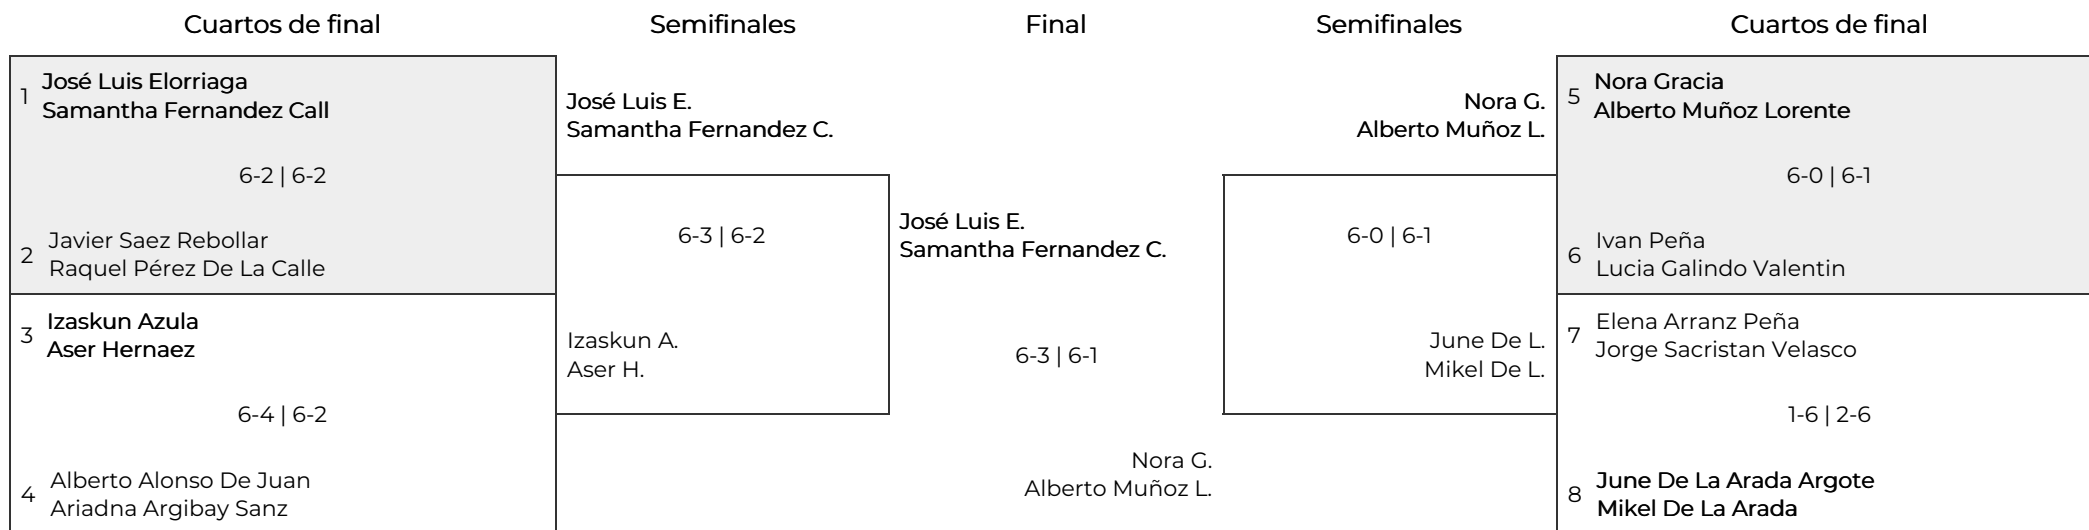 Cuartos de final
Semifinales
Final
Semifinales
Cuartos de final
1
José Luis Elorriaga
Samantha Fernandez Call
6-2 | 6-2
2
Javier Saez Rebollar
Raquel Pérez De La Calle
3
Izaskun Azula
Aser Hernaez
6-4 | 6-2
4
Alberto Alonso De Juan
Ariadna Argibay Sanz
José Luis E.
Samantha Fernandez C.
6-3 | 6-2
Izaskun A.
Aser H.
José Luis E.
Samantha Fernandez C.
6-3 | 6-1
Nora G.
Alberto Muñoz L.
Nora G.
Alberto Muñoz L.
6-0 | 6-1
June De L.
Mikel De L.
5
Nora Gracia
Alberto Muñoz Lorente
6-0 | 6-1
6
Ivan Peña
Lucia Galindo Valentin
7
Elena Arranz Peña
Jorge Sacristan Velasco
1-6 | 2-6
8
June De La Arada Argote
Mikel De La Arada